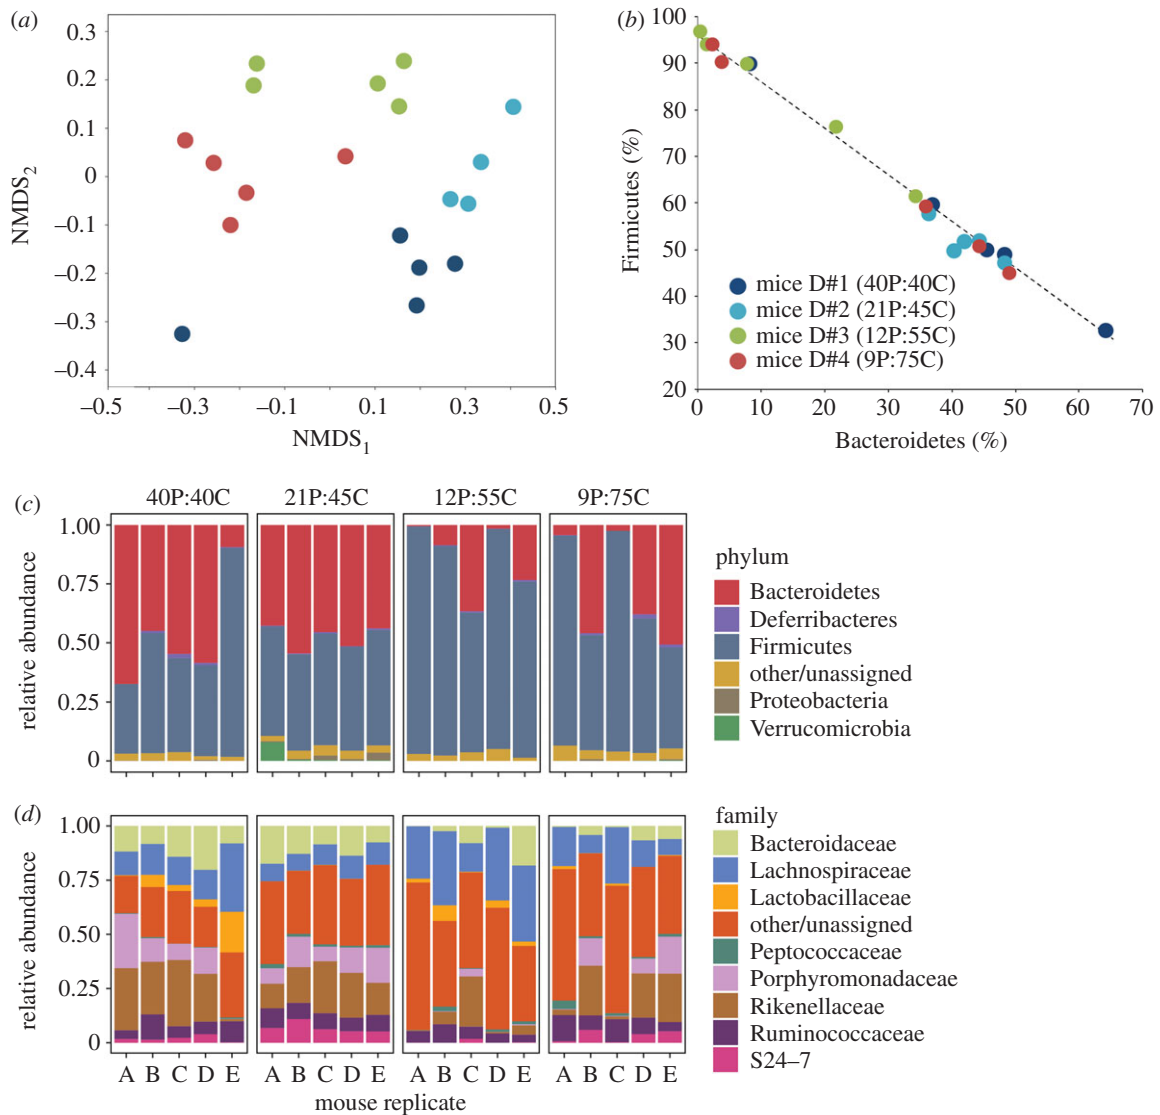 (a)
0.3
0.2
0.1
0
–0.1
–0.2
–0.3
–0.4
NMDS2
–0.5 –0.3 –0.1 0.1 0.3 0.5
NMDS1
(b)
100
90
80
70
60
50
40
30
20
Firmicutes (%)
mice D#1 (40P:40C)
mice D#2 (21P:45C)
mice D#3 (12P:55C)
mice D#4 (9P:75C)
0 10 20 30 40 50 60 70
Bacteroidetes (%)
(c)
40P:40C 21P:45C 12P:55C 9P:75C
1.00
0.75
0.50
0.25
0
relative abundance
A B C D E A B C D E A B C D E A B C D E
phylum
Bacteroidetes
Deferribacteres
Firmicutes
other/unassigned
Proteobacteria
Verrucomicrobia
(d)
1.00
0.75
0.50
0.25
0
relative abundance
A B C D E A B C D E A B C D E A B C D E
mouse replicate
family
Bacteroidaceae
Lachnospiraceae
Lactobacillaceae
other/unassigned
Peptococcaceae
Porphyromonadaceae
Rikenellaceae
Ruminococcaceae
S24–7